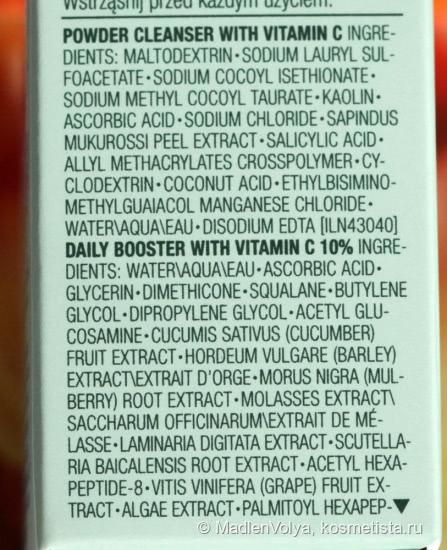 Wstrząśnij przed każdym użyciem.
POWDER CLEANSER WITH VITAMIN C INGRE-
DIENTS: MALTODEXTRIN•SODIUM LAURYL SUL-
FOACETATE•SODIUM COCOYL ISETHIONATE•
SODIUM METHYL COCOYL TAURATE•KAOLIN•
ASCORBIC ACID•SODIUM CHLORIDE•SAPINDUS
MUKUROSSI PEEL EXTRACT•SALICYLIC ACID•
ALLYL METHACRYLATES CROSSPOLYMER•CY-
CLODEXTRIN•COCONUT ACID•ETHYLBISIMINO-
METHYLGUAIACOL MANGANESE CHLORIDE•
WATER\AQUA\EAU•DISODIUM EDTA [ILN43040]
DAILY BOOSTER WITH VITAMIN C 10% INGRE-
DIENTS: WATER\AQUA\EAU•ASCORBIC ACID•
GLYCERIN•DIMETHICONE•SQUALANE•BUTYLENE
GLYCOL•DIPROPYLENE GLYCOL•ACETYL GLU-
COSAMINE•CUCUMIS SATIVUS (CUCUMBER)
FRUIT EXTRACT•HORDEUM VULGARE (BARLEY)
EXTRACT\EXTRAIT D'ORGE•MORUS NIGRA (MUL-
BERRY) ROOT EXTRACT•MOLASSES EXTRACT\
SACCHARUM OFFICINARUM\EXTRAIT DE MÉ-
LASSE•LAMINARIA DIGITATA EXTRACT•SCUTELLA-
RIA BAICALENSIS ROOT EXTRACT•ACETYL HEXA-
PEPTIDE-8•VITIS VINIFERA (GRAPE) FRUIT EX-
TRACT•ALGAE EXTRACT•PALMITOYL HEXAPEP-▼
© MadlenVolya, kosmetista.ru